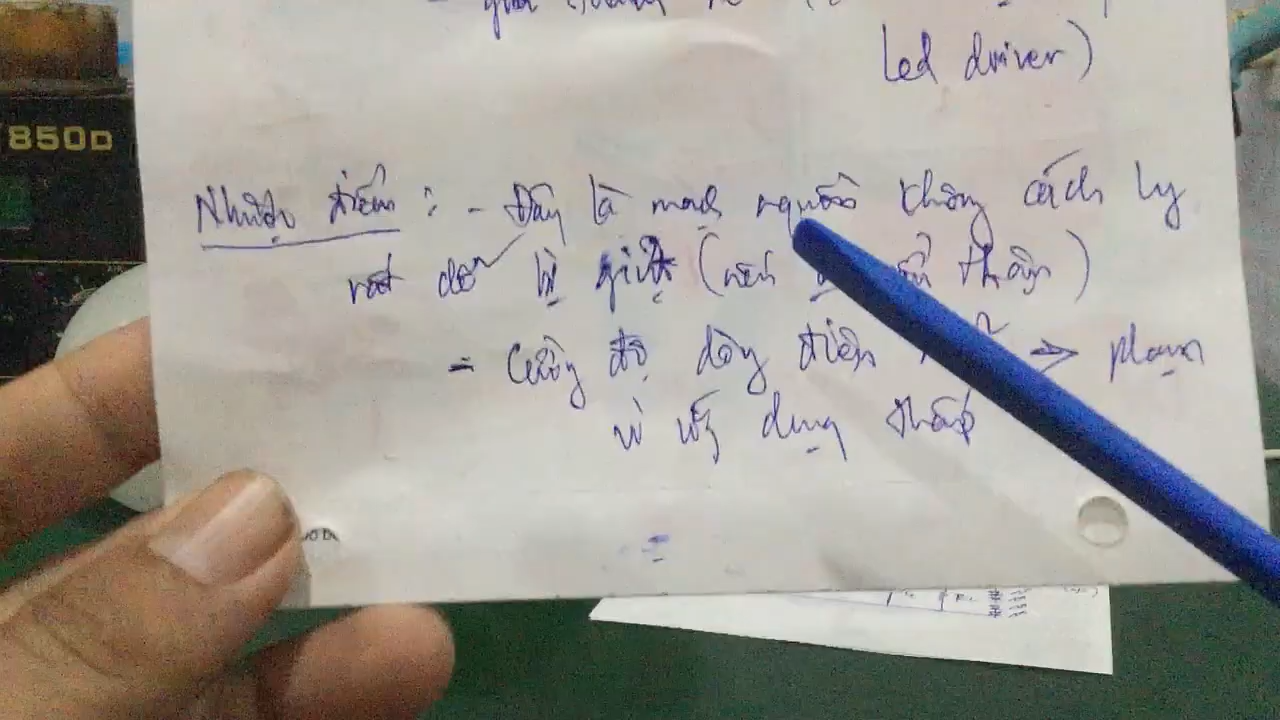 led driver)
850D
Nhược điểm : - Đây là mạch nguồn không cách ly
rất dễ bị giật (nên thận)
- Cường độ dòng điện → phạm
vi ứng dụng thấp